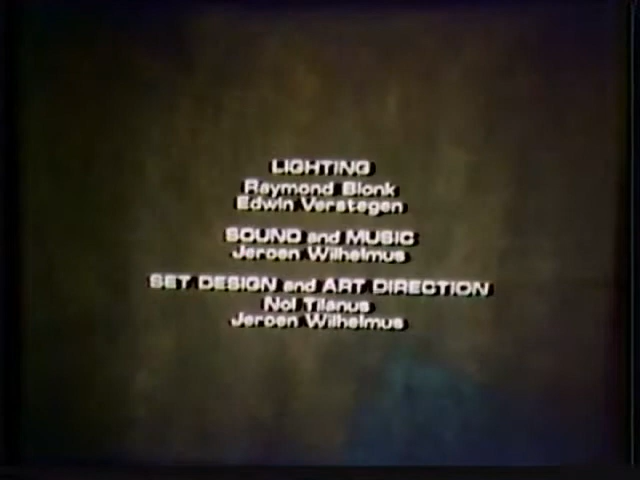 LIGHTING
Raymond Blonk
Edwin Verstegen
SOUND and MUSIC
Jeroen Wilhelmus
SET DESIGN and ART DIRECTION
Nol Tilanus
Jeroen Wilhelmus